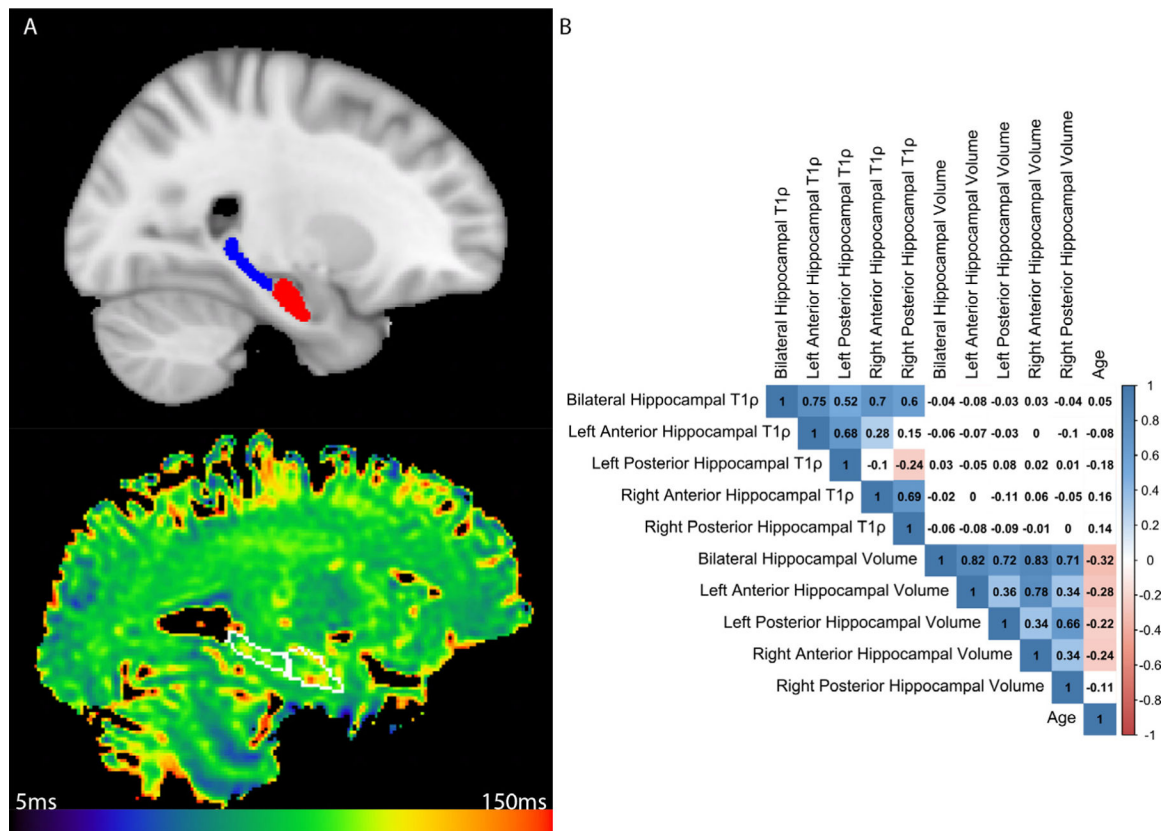 A
5ms
150ms
B
Bilateral Hippocampal T1ρ
Left Anterior Hippocampal T1ρ
Left Posterior Hippocampal T1ρ
Right Anterior Hippocampal T1ρ
Right Posterior Hippocampal T1ρ
Bilateral Hippocampal Volume
Left Anterior Hippocampal Volume
Left Posterior Hippocampal Volume
Right Anterior Hippocampal Volume
Right Posterior Hippocampal Volume
Age
Bilateral Hippocampal T1ρ 1 0.75 0.52 0.7 0.6 -0.04 -0.08 -0.03 0.03 -0.04 0.05
Left Anterior Hippocampal T1ρ 1 0.68 0.28 0.15 -0.06 -0.07 -0.03 0 -0.1 -0.08
Left Posterior Hippocampal T1ρ 1 -0.1 -0.24 0.03 -0.05 0.08 0.02 0.01 -0.18
Right Anterior Hippocampal T1ρ 1 0.69 -0.02 0 -0.11 0.06 -0.05 0.16
Right Posterior Hippocampal T1ρ 1 -0.06 -0.08 -0.09 -0.01 0 0.14
Bilateral Hippocampal Volume 1 0.82 0.72 0.83 0.71 -0.32
Left Anterior Hippocampal Volume 1 0.36 0.78 0.34 -0.28
Left Posterior Hippocampal Volume 1 0.34 0.66 -0.22
Right Anterior Hippocampal Volume 1 0.34 -0.24
Right Posterior Hippocampal Volume 1 -0.11
Age 1
1
0.8
0.6
0.4
0.2
0
-0.2
-0.4
-0.6
-0.8
-1